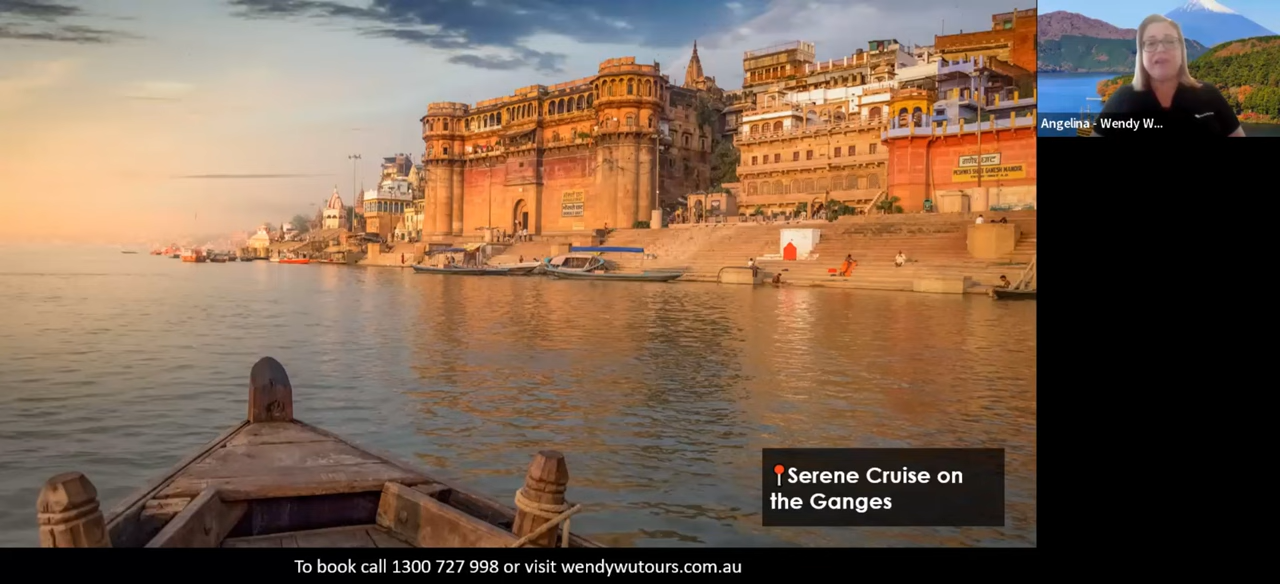 Angelina - Wendy W...
📍Serene Cruise on
the Ganges
To book call 1300 727 998 or visit wendywutours.com.au